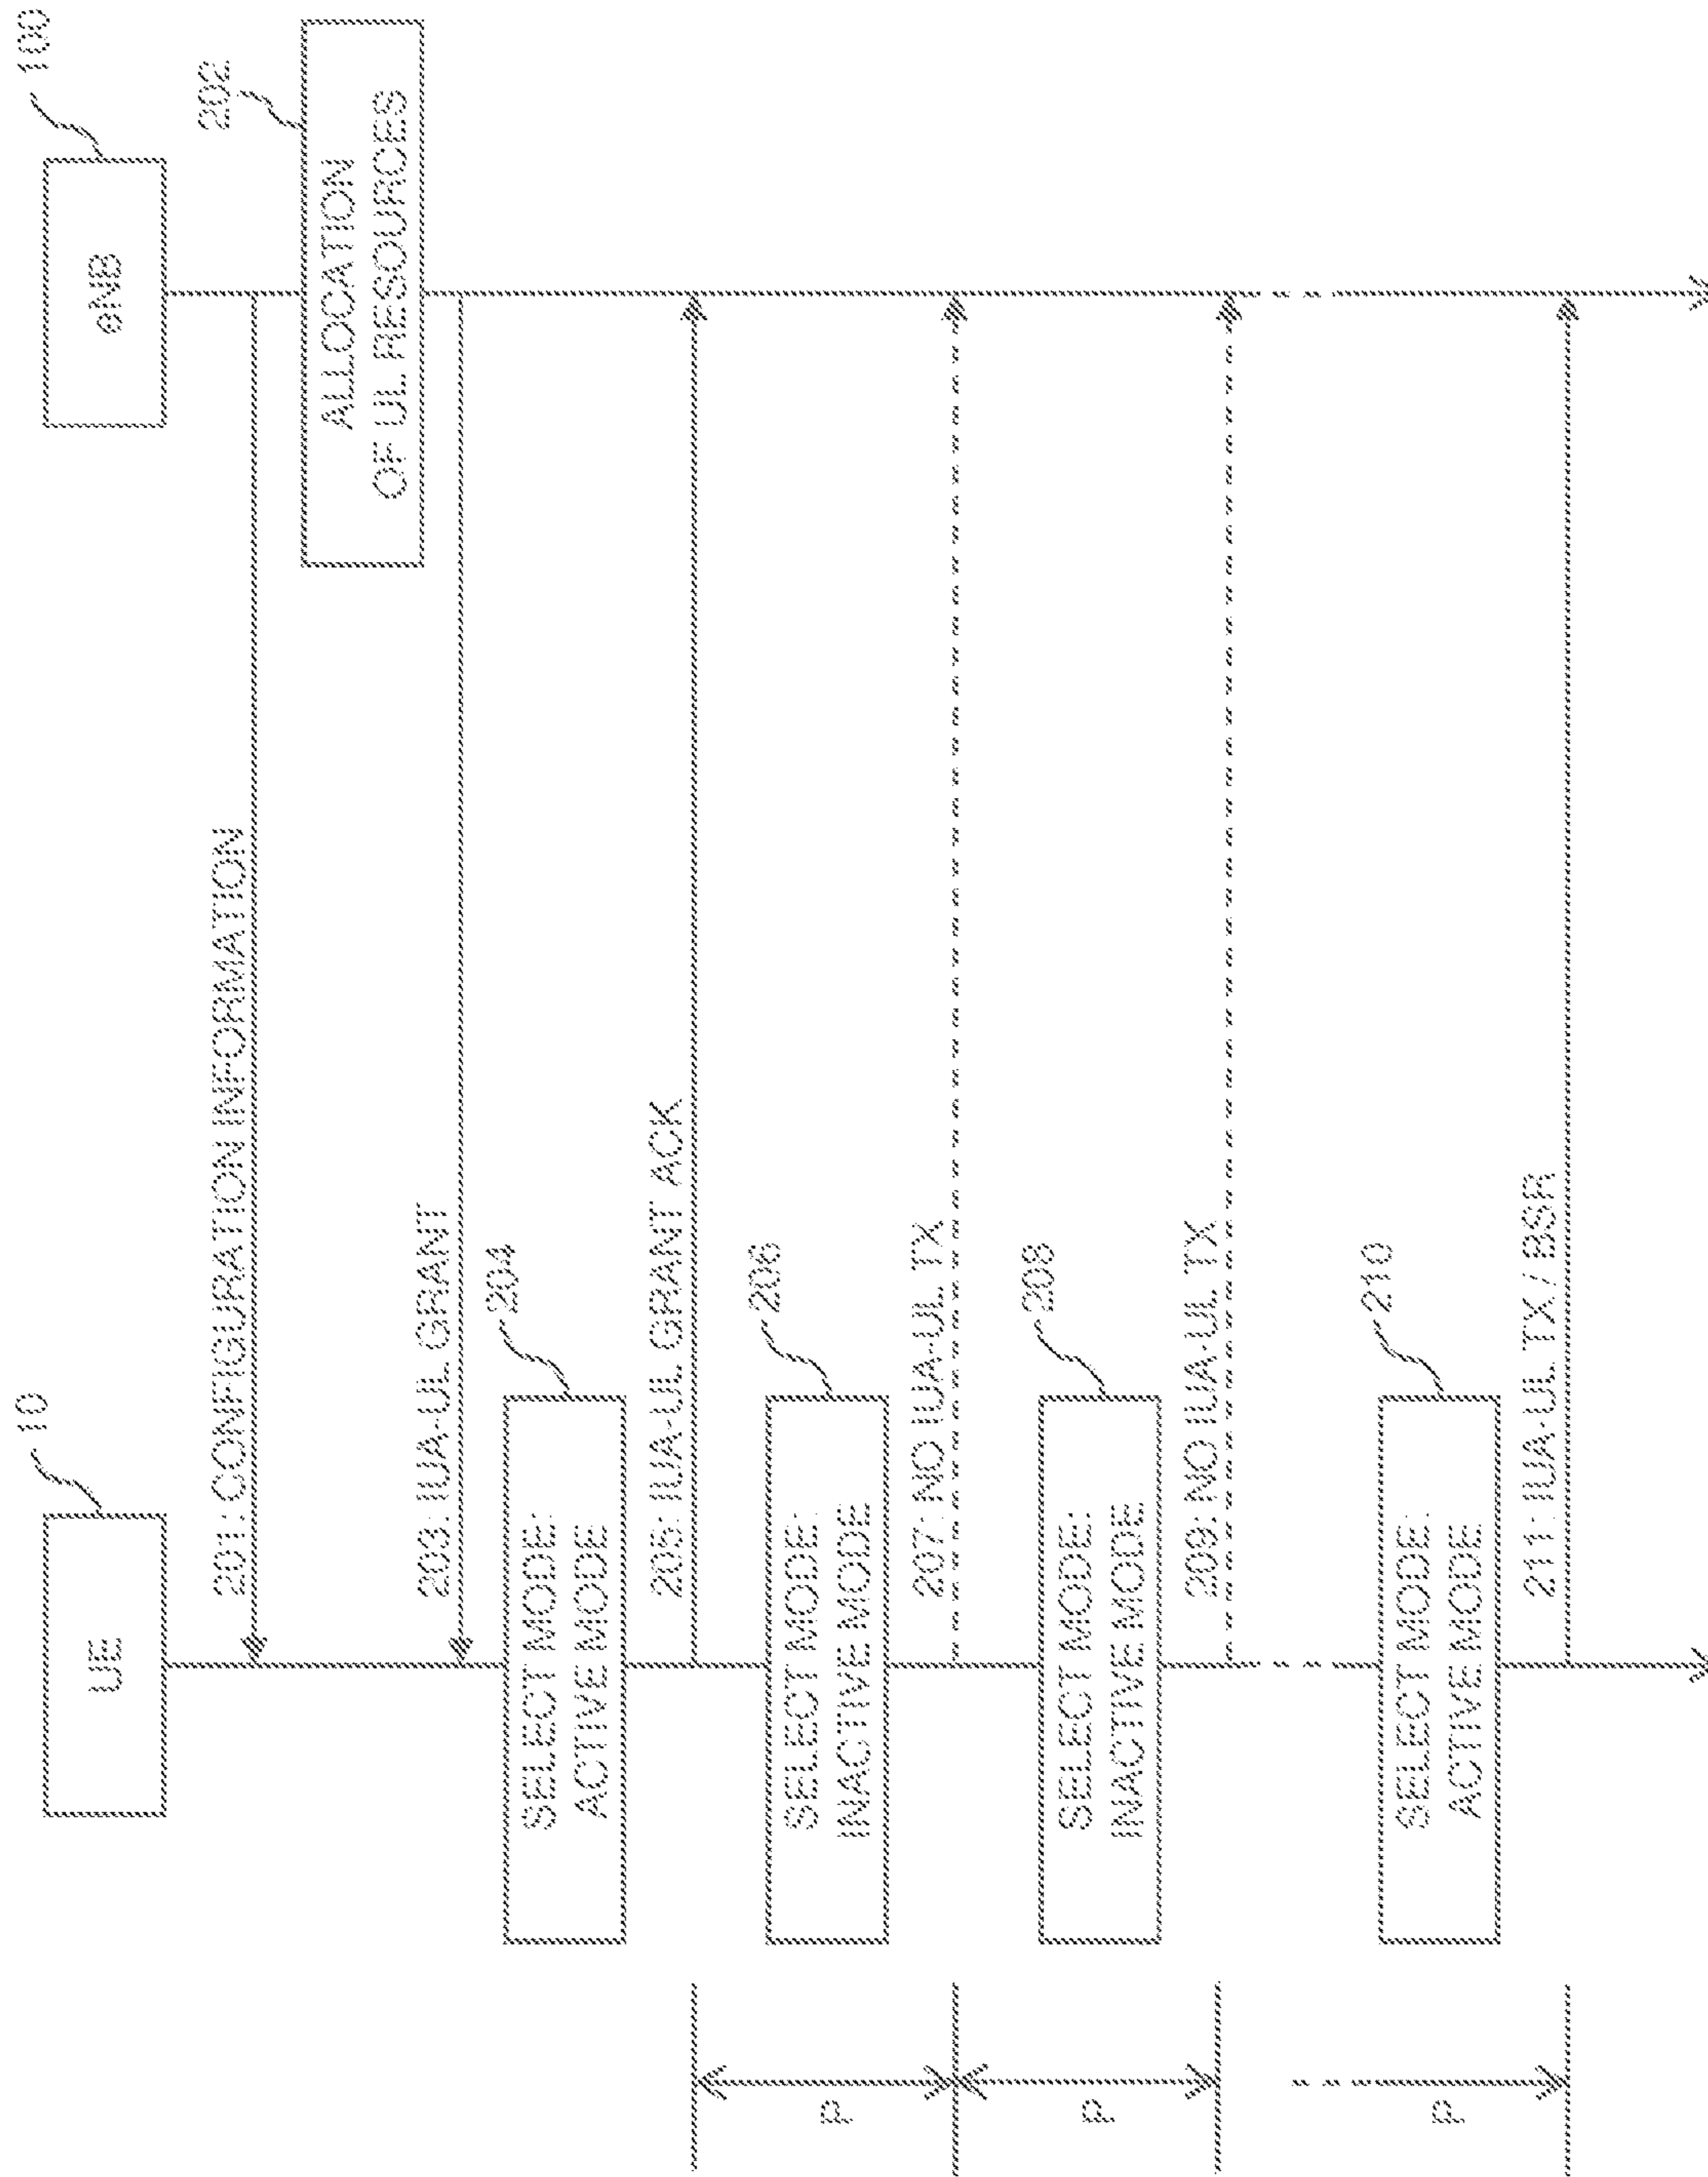 10
UE
100
eNB
201: CONFIGURATION INFORMATION
202
ALLOCATION
OF UL RESOURCES
203: IUA-UL GRANT
204
SELECT MODE:
ACTIVE MODE
205: IUA-UL GRANT ACK
206
SELECT MODE:
INACTIVE MODE
P
207: NO IUA-UL TX
208
SELECT MODE:
INACTIVE MODE
P
209: NO IUA-UL TX
210
SELECT MODE:
ACTIVE MODE
P
211: IUA-UL TX / BSR